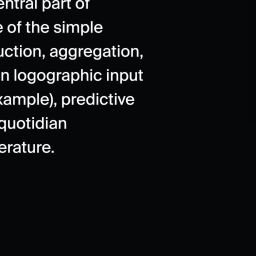 entral part of
e of the simple
uction, aggregation,
n logographic input
xample), predictive
quotidian
erature.